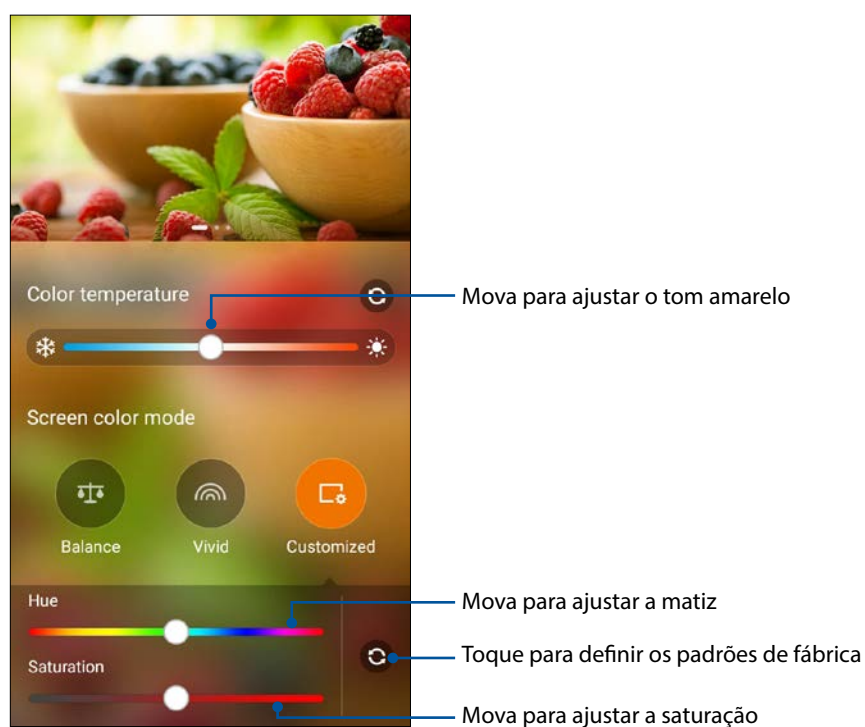 Color temperature
Mova para ajustar o tom amarelo
Screen color mode
Balance
Vivid
Customized
Hue
Mova para ajustar a matiz
Toque para definir os padrões de fábrica
Saturation
Mova para ajustar a saturação